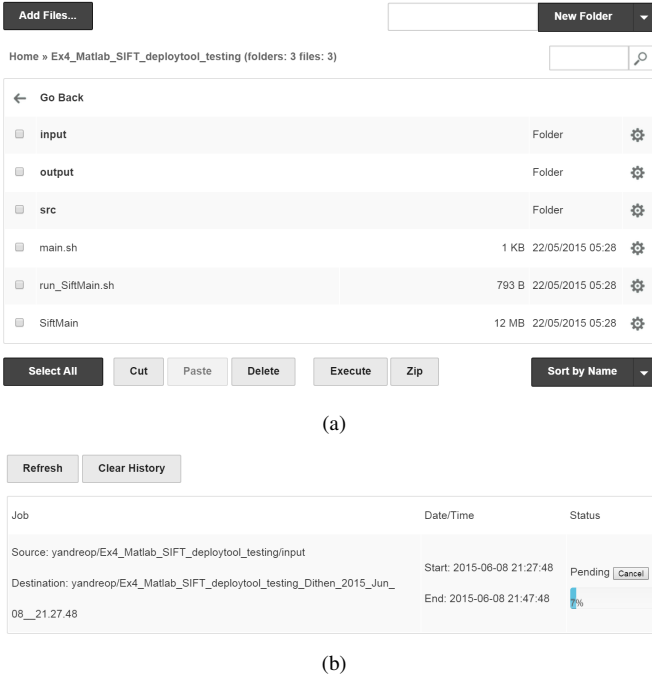 Add Files...
New Folder
Home » Ex4_Matlab_SIFT_deploytool_testing (folders: 3 files: 3)
Go Back
input Folder
output Folder
src Folder
main.sh 1 KB 22/05/2015 05:28
run_SiftMain.sh 793 B 22/05/2015 05:28
SiftMain 12 MB 22/05/2015 05:28
Select All Cut Paste Delete Execute Zip Sort by Name
(a)
Refresh Clear History
Job Date/Time Status
Source: yandreop/Ex4_Matlab_SIFT_deploytool_testing/input
Destination: yandreop/Ex4_Matlab_SIFT_deploytool_testing_Dithen_2015_Jun_
08__21.27.48
Start: 2015-06-08 21:27:48
End: 2015-06-08 21:47:48
Pending Cancel
7%
(b)